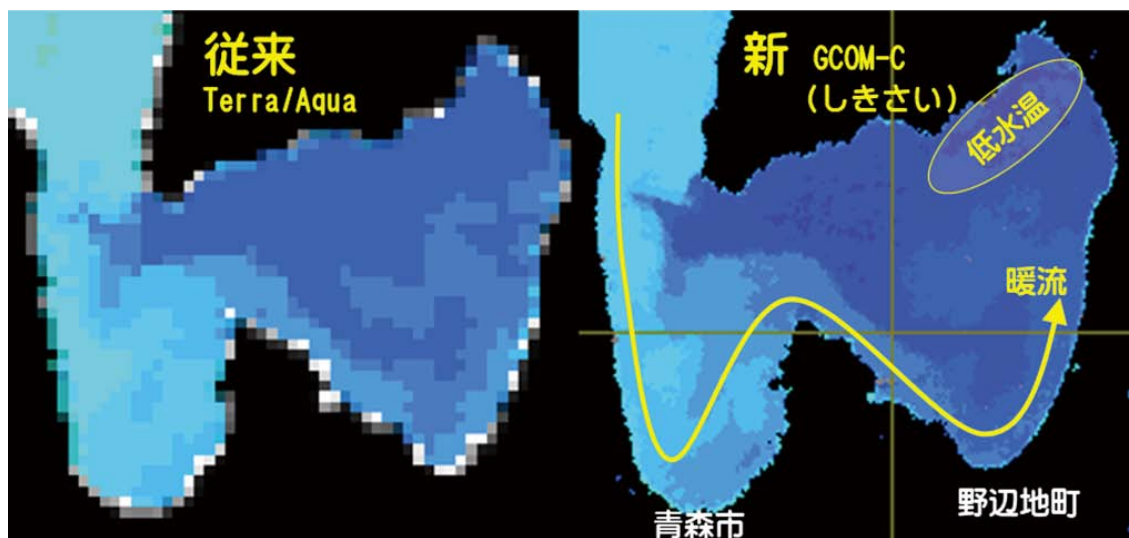 従来
Terra/Aqua
新 GCOM-C
(しきさい)
低水温
暖流
野辺地町
青森市